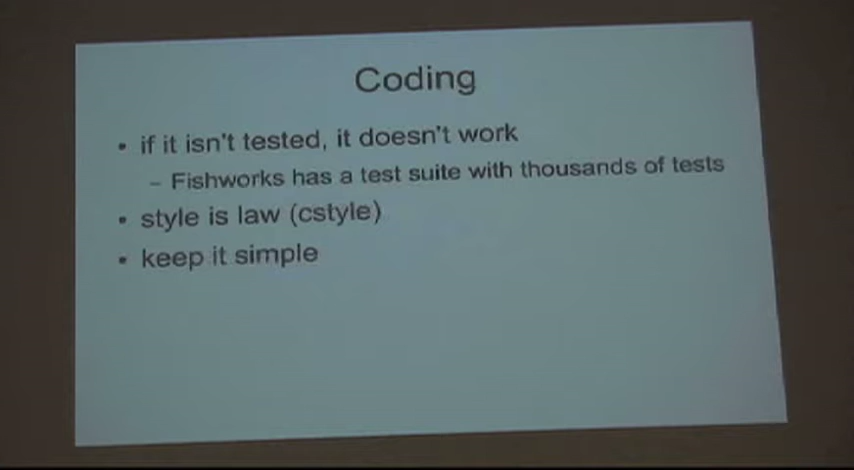 Coding
• if it isn't tested, it doesn't work
– Fishworks has a test suite with thousands of tests
• style is law (cstyle)
• keep it simple